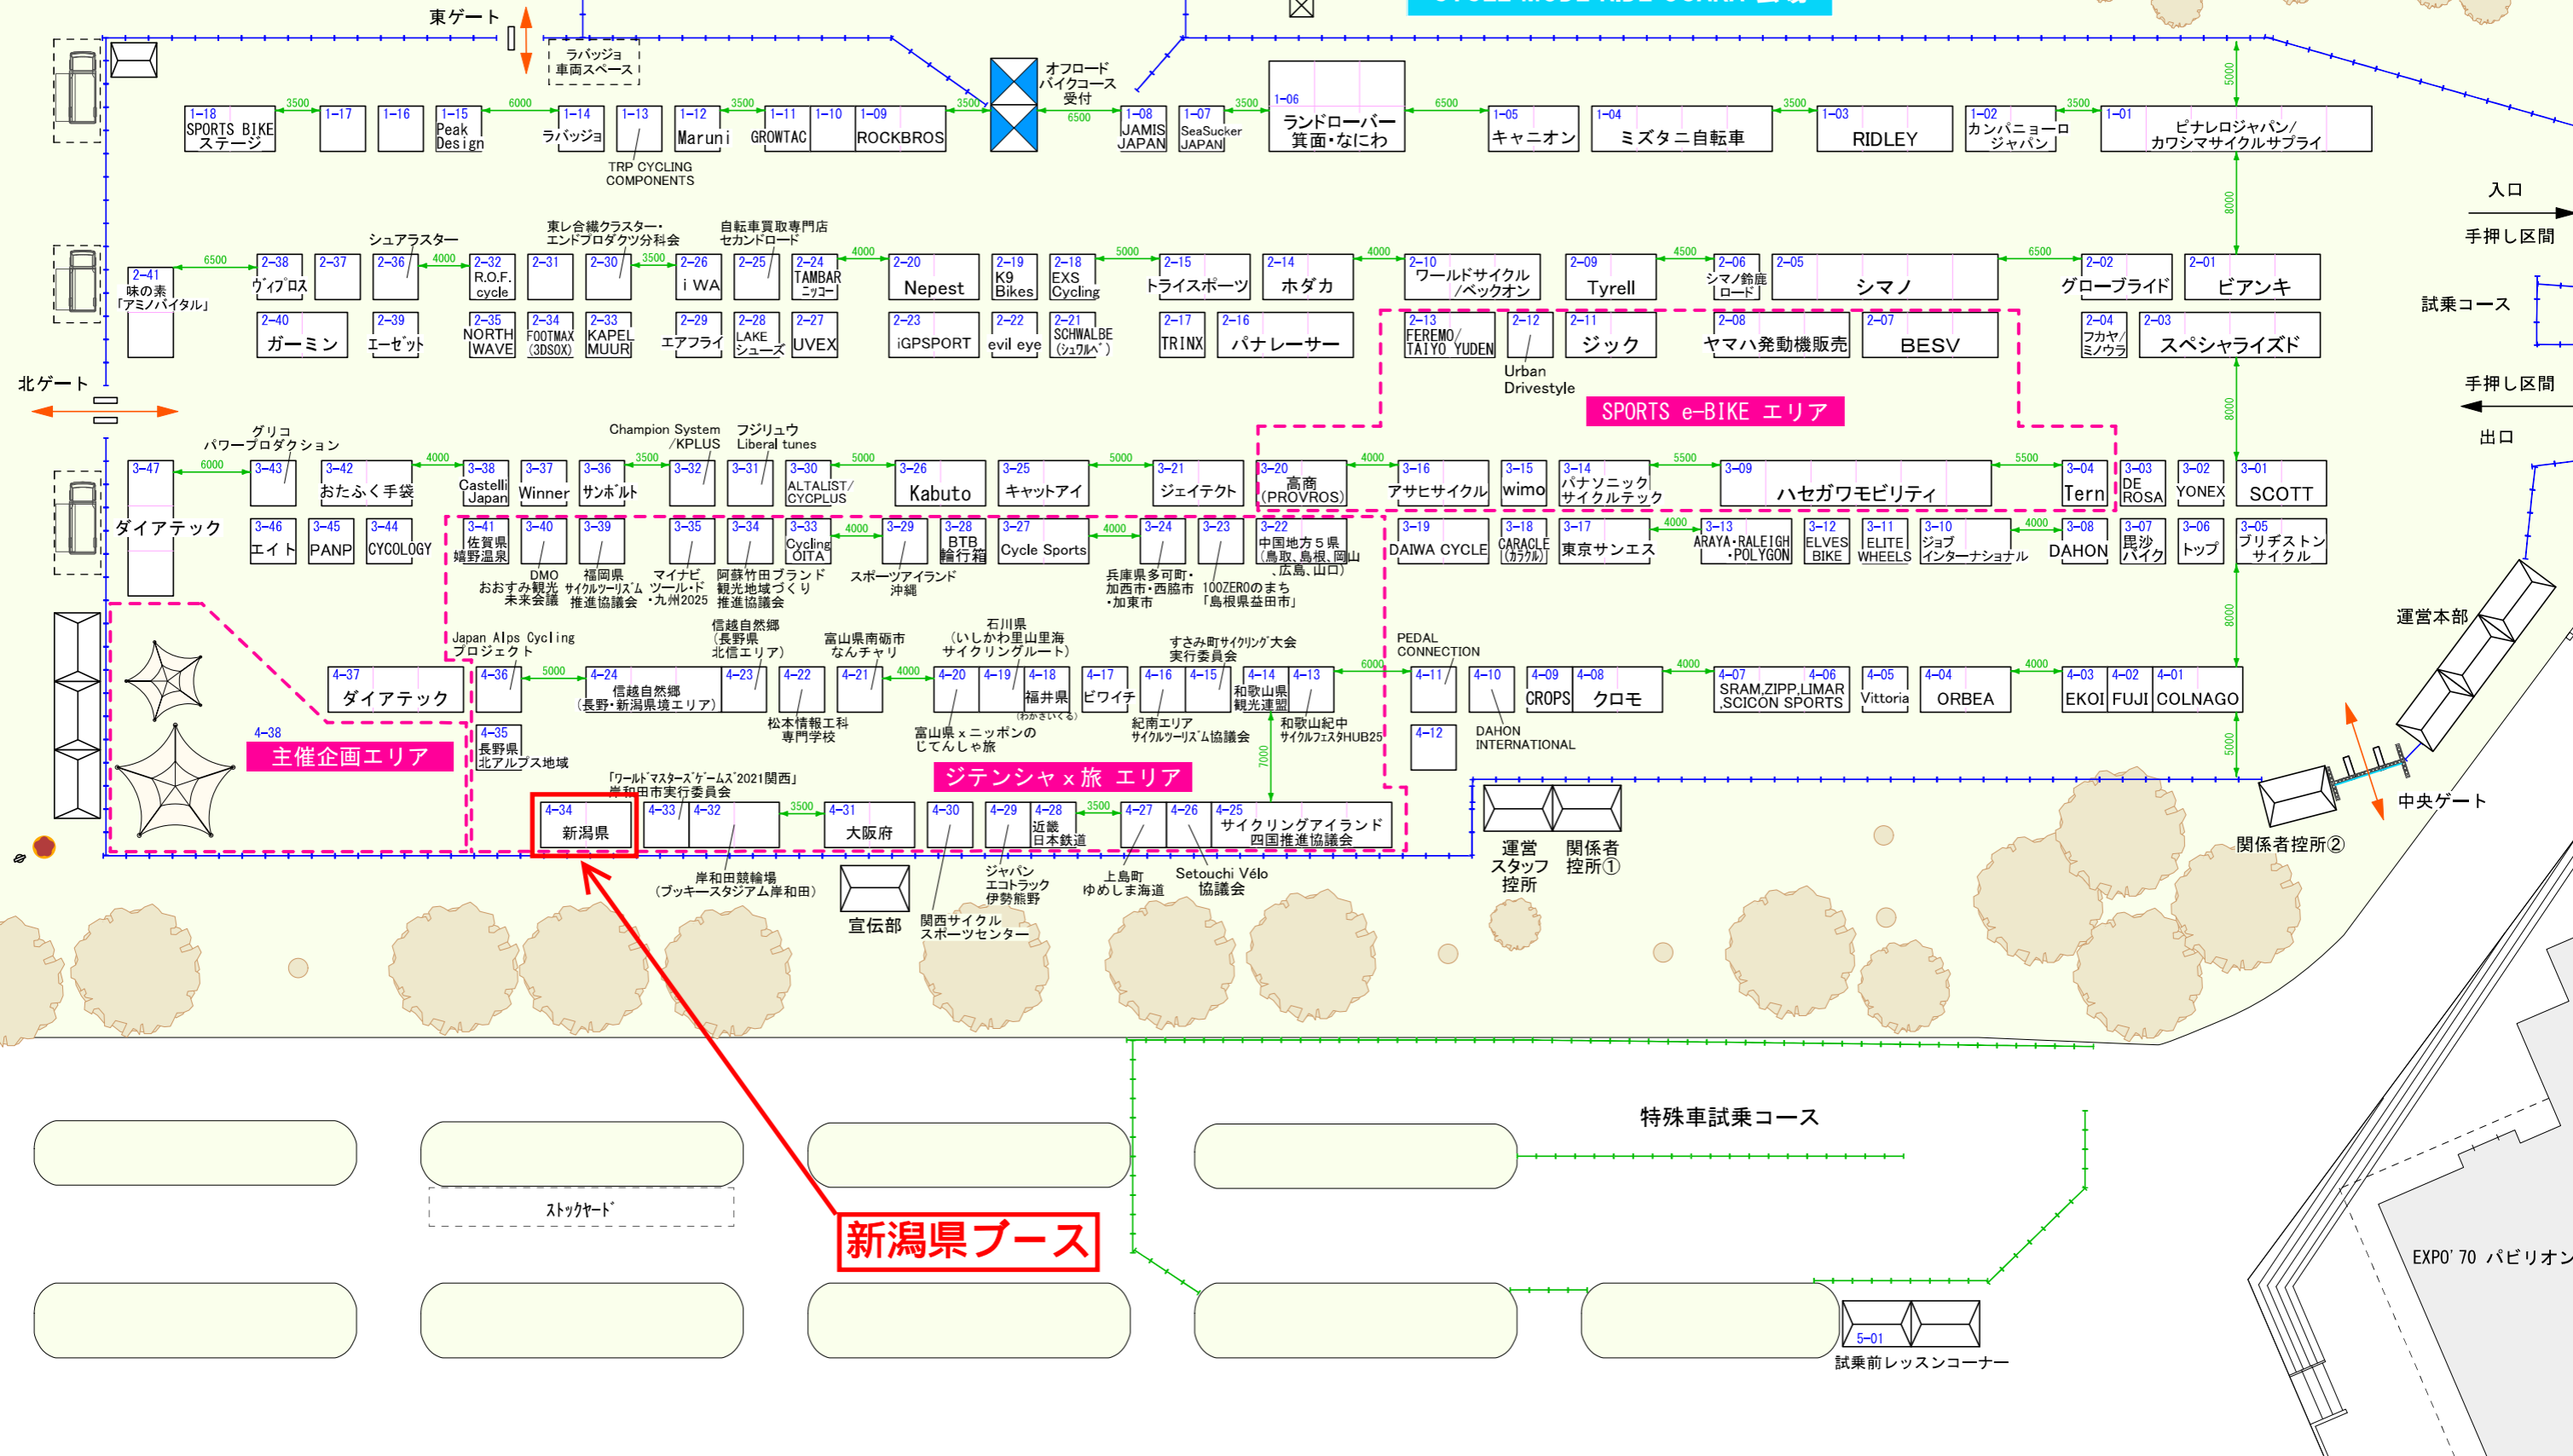 東ゲート
ラバッジョ
車両スペース
オフロード
バイクコース
受付
3500
6000
3500
3500
6500
3500
6500
3500
3500
5000
1-18
SPORTS BIKE
ステージ
1-17
1-16
1-15
Peak
Design
1-14
ラバッジョ
1-13
TRP CYCLING
COMPONENTS
1-12
Maruni
1-11
GROWTAC
1-10
1-09
ROCKBROS
1-08
JAMIS
JAPAN
1-07
SeaSucker
JAPAN
1-06
ランドローバー
箕面・なにわ
1-05
キャニオン
1-04
ミズタニ自転車
1-03
RIDLEY
1-02
カンパニョーロ
ジャパン
1-01
ピナレロジャパン/
カワシマサイクルサプライ
8000
入口
手押し区間
試乗コース
手押し区間
出口
6500
4000
3500
4000
5000
4000
4500
6500
2-41
味の素
「アミノバイタル」
2-38
ヴィプロス
2-37
シュアラスター
2-36
2-32
R.O.F.
cycle
2-31
東レ合繊クラスター・
エンドプロダクツ分科会
2-30
2-26
i WA
自転車買取専門店
セカンドロード
2-25
2-24
TAMBAR
ニッコー
2-20
Nepest
2-19
K9
Bikes
2-18
EXS
Cycling
2-15
トライスポーツ
2-14
ホダカ
2-10
ワールドサイクル
/ベックオン
2-09
Tyrell
2-06
シマノ鈴鹿
ロード
2-05
シマノ
2-02
グローブライド
2-01
ビアンキ
2-40
ガーミン
2-39
エーゼット
2-35
NORTH
WAVE
2-34
FOOTMAX
(3DSOX)
2-33
KAPEL
MUUR
2-29
エアフライ
2-28
LAKE
シューズ
2-27
UVEX
2-23
iGPSPORT
2-22
evil eye
2-21
SCHWALBE
(シュワルベ)
2-17
TRINX
2-16
パナレーサー
2-13
FEREMO/
TAIYO YUDEN
2-12
Urban
Drivestyle
2-11
ジック
2-08
ヤマハ発動機販売
2-07
BESV
2-04
フカヤ/
ミノウラ
2-03
スペシャライズド
8000
北ゲート
SPORTS e-BIKE エリア
6000
4000
3500
5000
5000
4000
5500
5500
3-47
ダイアテック
グリコ
パワープロダクション
3-43
3-42
おたふく手袋
3-38
Castelli
Japan
3-37
Winner
3-36
サンボルト
Champion System
/KPLUS
3-32
フジリュウ
Liberal tunes
3-31
3-30
ALTALIST/
CYCPLUS
3-26
Kabuto
3-25
キャットアイ
3-21
ジェイテクト
3-20
高商
(PROVROS)
3-16
アサヒサイクル
3-15
wimo
3-14
パナソニック
サイクルテック
3-09
ハセガワモビリティ
3-04
Tern
3-03
DE
ROSA
3-02
YONEX
3-01
SCOTT
3-46
エイト
3-45
PANP
3-44
CYCOLOGY
3-41
佐賀県
嬉野温泉
3-40
DMO
おおすみ観光
未来会議
3-39
福岡県
サイクルツーリズム
推進協議会
3-35
マイナビ
ツール・ド
・九州2025
3-34
阿蘇竹田ブランド
観光地域づくり
推進協議会
3-33
Cycling
OITA
4000
3-29
スポーツアイランド
沖縄
3-28
BTB
輪行箱
3-27
Cycle Sports
4000
3-24
兵庫県多可町・
加西市・西脇市
・加東市
3-23
100ZEROのまち
「島根県益田市」
3-22
中国地方５県
(鳥取、島根、岡山
、広島、山口)
3-19
DAIWA CYCLE
3-18
CARACLE
(カラクル)
3-17
東京サンエス
4000
3-13
ARAYA・RALEIGH
・POLYGON
3-12
ELVES
BIKE
3-11
ELITE
WHEELS
3-10
ジョブ
インターナショナル
4000
3-08
DAHON
3-07
毘沙
バイク
3-06
トップ
3-05
ブリヂストン
サイクル
8000
運営本部
4-37
ダイアテック
Japan Alps Cycling
プロジェクト
4-36
5000
4-24
信越自然郷
(長野・新潟県境エリア)
信越自然郷
(長野県
北信エリア)
4-23
4-22
松本情報工科
専門学校
富山県南砺市
なんチャリ
4-21
4000
4-20
富山県ｘニッポンの
じてんしゃ旅
石川県
(いしかわ里山里海
サイクリングルート)
4-19
4-18
福井県
(わかさいくる)
4-17
ビワイチ
4-16
紀南エリア
サイクルツーリズム協議会
すさみ町サイクリング大会
実行委員会
4-15
4-14
和歌山県
観光連盟
4-13
和歌山紀中
サイクルフェスタHUB25
6000
PEDAL
CONNECTION
4-11
4-10
DAHON
INTERNATIONAL
4-09
CROPS
4-08
クロモ
4000
4-07
4-06
SRAM,ZIPP,LIMAR
,SCICON SPORTS
4-05
Vittoria
4-04
ORBEA
4000
4-03
EKOI
4-02
FUJI
4-01
COLNAGO
4-38
主催企画エリア
4-35
長野県
北アルプス地域
4-12
ジテンシャｘ旅 エリア
7000
5000
中央ゲート
関係者控所②
4-34
新潟県
「ワールドマスターズゲームズ2021関西」
岸和田市実行委員会
4-33
4-32
岸和田競輪場
(ブッキースタジアム岸和田)
3500
4-31
大阪府
4-30
関西サイクル
スポーツセンター
4-29
ジャパン
エコトラック
伊勢熊野
4-28
近畿
日本鉄道
3500
4-27
上島町
ゆめしま海道
4-26
Setouchi Vélo
協議会
4-25
サイクリングアイランド
四国推進協議会
運営
スタッフ
控所
関係者
控所①
宣伝部
特殊車試乗コース
ストックヤード
新潟県ブース
EXPO'70 パビリオン
5-01
試乗前レッスンコーナー